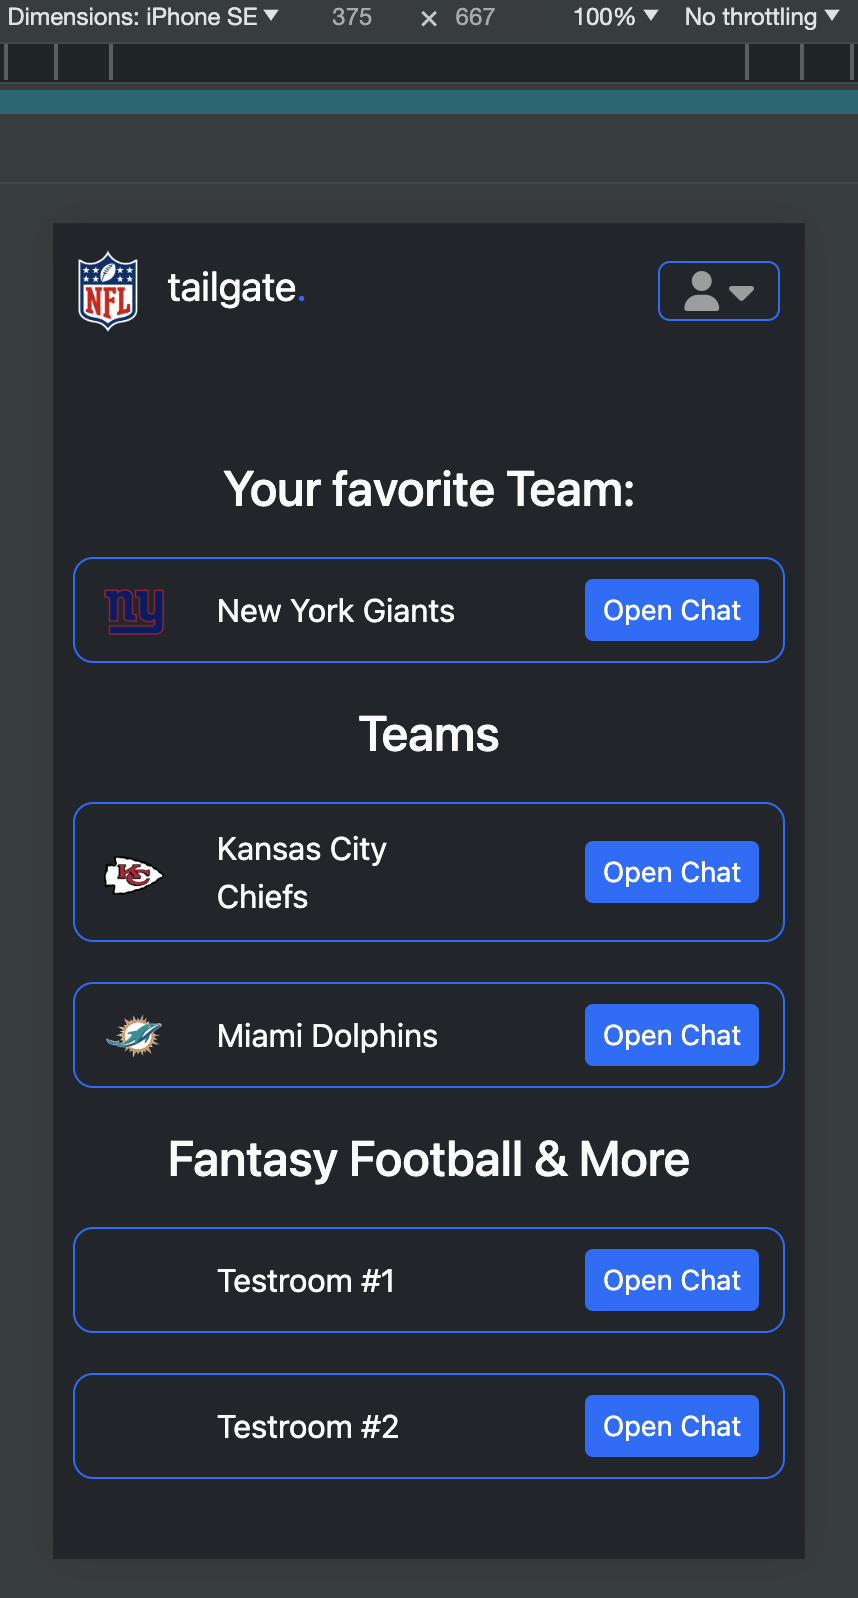 Dimensions: iPhone SE 375 × 667 100% No throttling
NFL
tailgate.
Your favorite Team:
ny New York Giants Open Chat
Teams
KC Kansas City
Chiefs
Open Chat
Miami Dolphins Open Chat
Fantasy Football & More
Testroom #1 Open Chat
Testroom #2 Open Chat